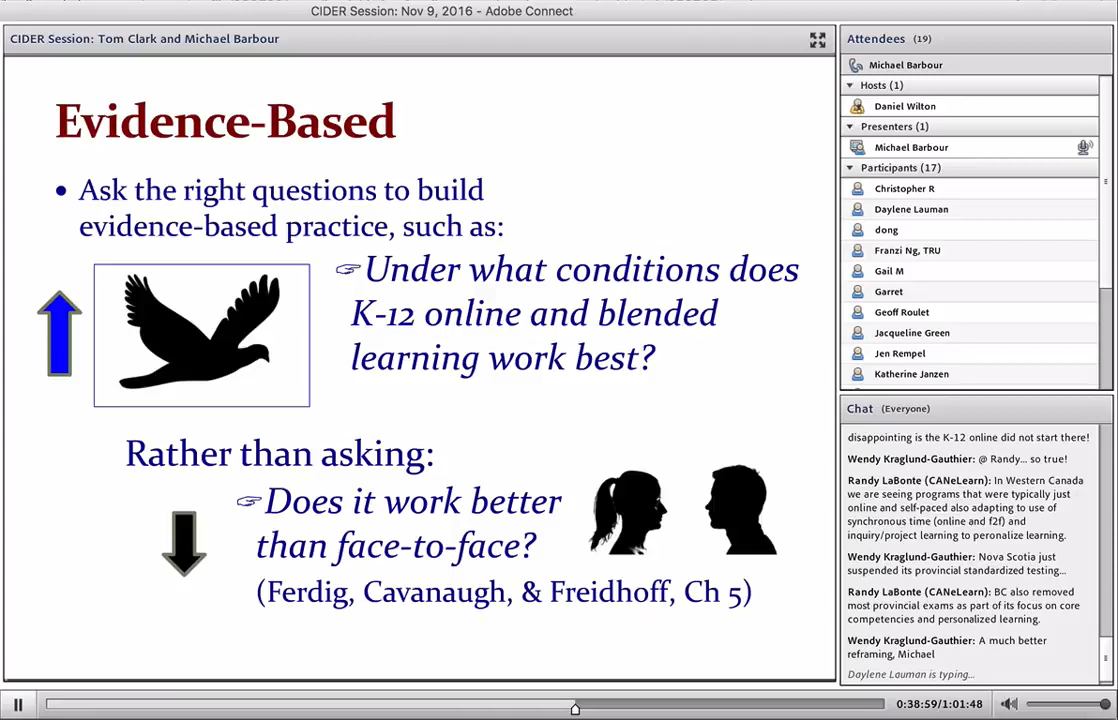 CIDER Session: Nov 9, 2016 - Adobe Connect
CIDER Session: Tom Clark and Michael Barbour
Evidence-Based
• Ask the right questions to build
evidence-based practice, such as:
☞Under what conditions does
K-12 online and blended
learning work best?
Rather than asking:
☞Does it work better
than face-to-face?
(Ferdig, Cavanaugh, & Freidhoff, Ch 5)
Attendees (19)
Michael Barbour
Hosts (1)
Daniel Wilton
Presenters (1)
Michael Barbour
Participants (17)
Christopher R
Daylene Lauman
dong
Franzi Ng, TRU
Gail M
Garret
Geoff Roulet
Jacqueline Green
Jen Rempel
Katherine Janzen
Chat (Everyone)
disappointing is the K-12 online did not start there!
Wendy Kraglund-Gauthier: @ Randy... so true!
Randy LaBonte (CANeLearn): In Western Canada
we are seeing programs that were typically just
online and self-paced also adapting to use of
synchronous time (online and f2f) and
inquiry/project learning to peronalize learning.
Wendy Kraglund-Gauthier: Nova Scotia just
suspended its provincial standardized testing...
Randy LaBonte (CANeLearn): BC also removed
most provincial exams as part of its focus on core
competencies and personalized learning.
Wendy Kraglund-Gauthier: A much better
reframing, Michael
Daylene Lauman is typing...
0:38:59/1:01:48